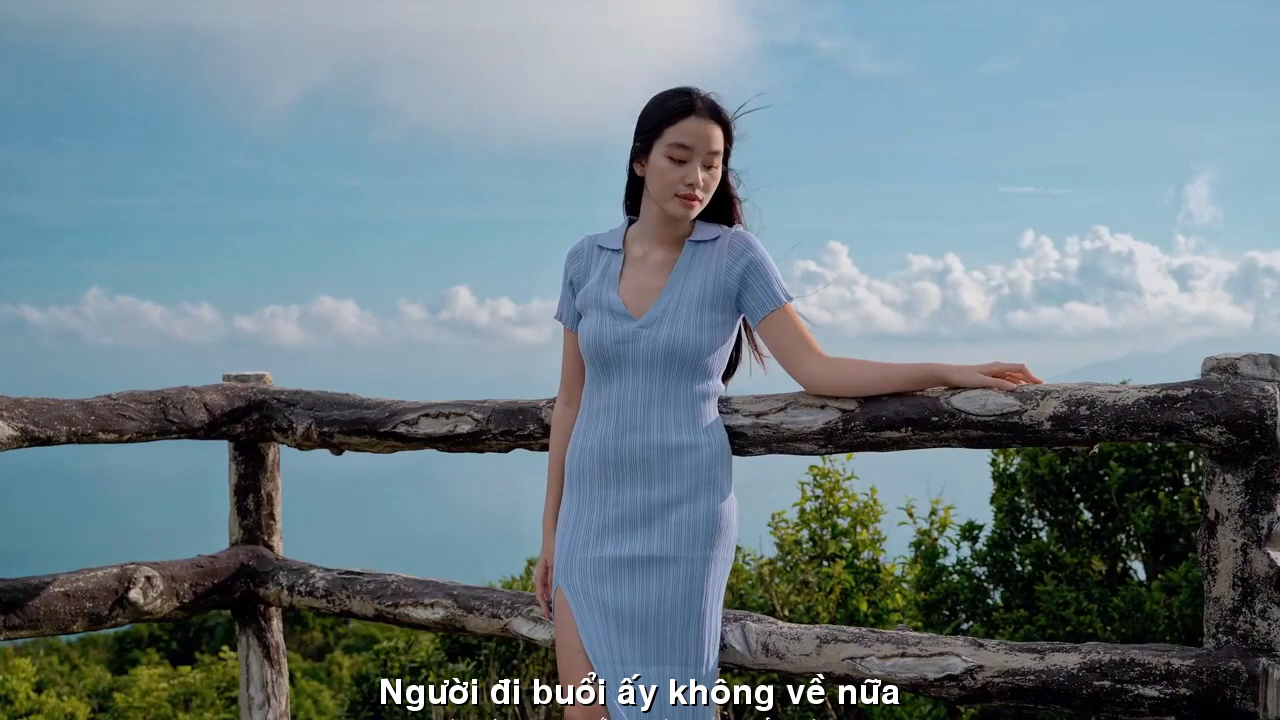 Người đi buổi ấy không về nữa